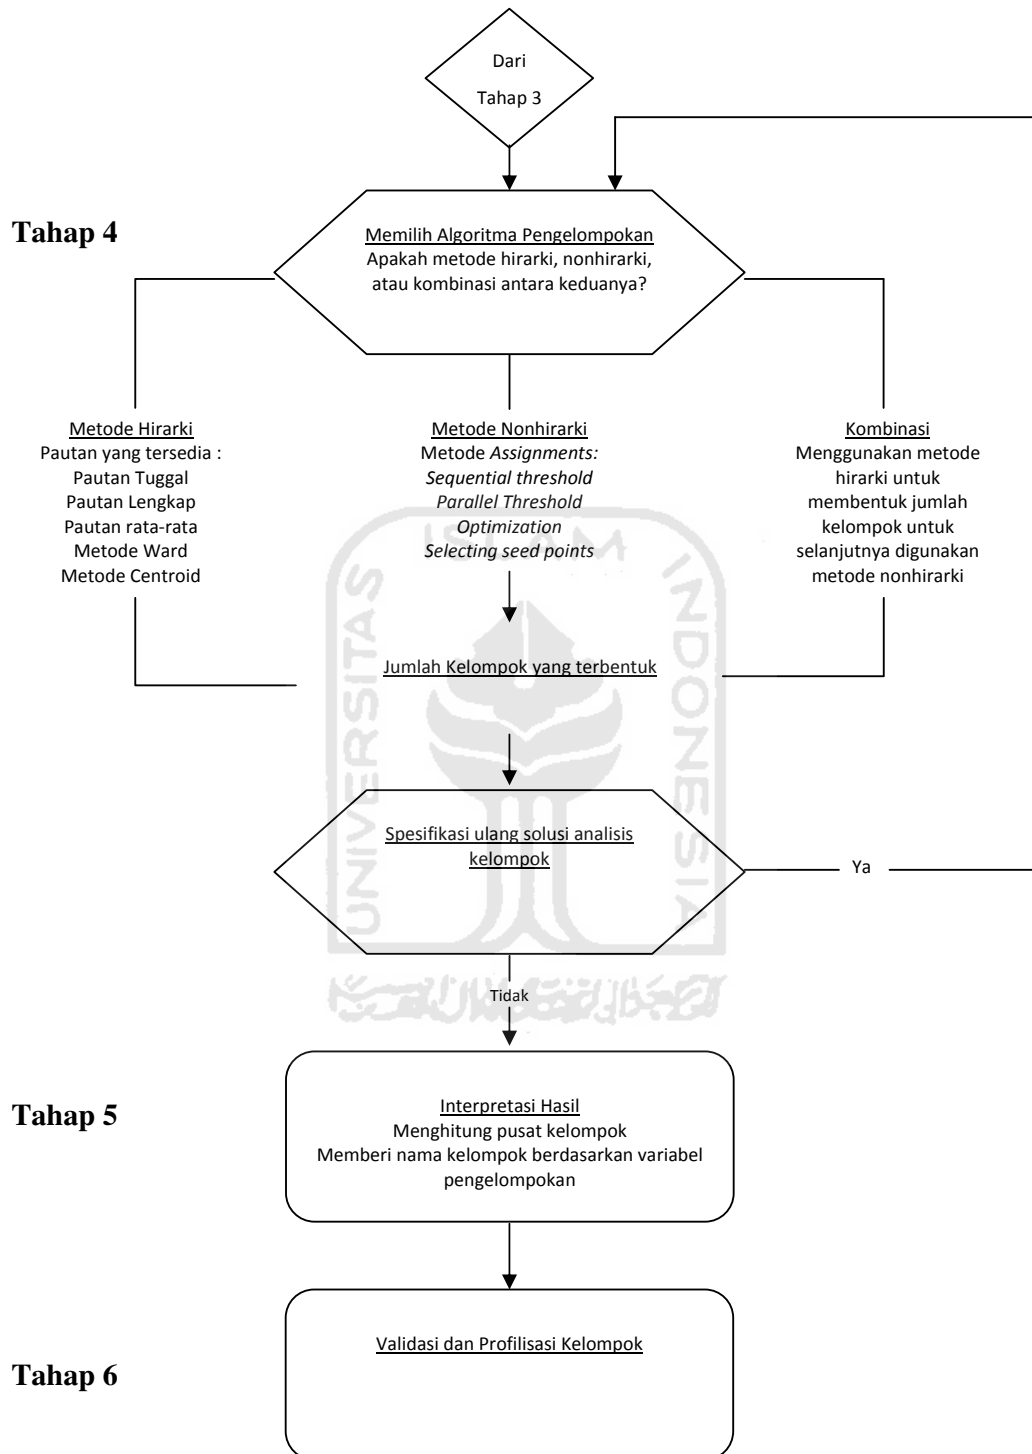 Dari
Tahap 3
Tahap 4
Memilih Algoritma Pengelompokan
Apakah metode hirarki, nonhirarki,
atau kombinasi antara keduanya?
Metode Hirarki
Pautan yang tersedia :
Pautan Tuggal
Pautan Lengkap
Pautan rata-rata
Metode Ward
Metode Centroid
Metode Nonhirarki
Metode Assignments:
Sequential threshold
Parallel Threshold
Optimization
Selecting seed points
Kombinasi
Menggunakan metode
hirarki untuk
membentuk jumlah
kelompok untuk
selanjutnya digunakan
metode nonhirarki
UNIVERSITAS
ISLAM
INDONESIA
Jumlah Kelompok yang terbentuk
Spesifikasi ulang solusi analisis
kelompok
Ya
Tidak
Tahap 5
Interpretasi Hasil
Menghitung pusat kelompok
Memberi nama kelompok berdasarkan variabel
pengelompokan
Tahap 6
Validasi dan Profilisasi Kelompok